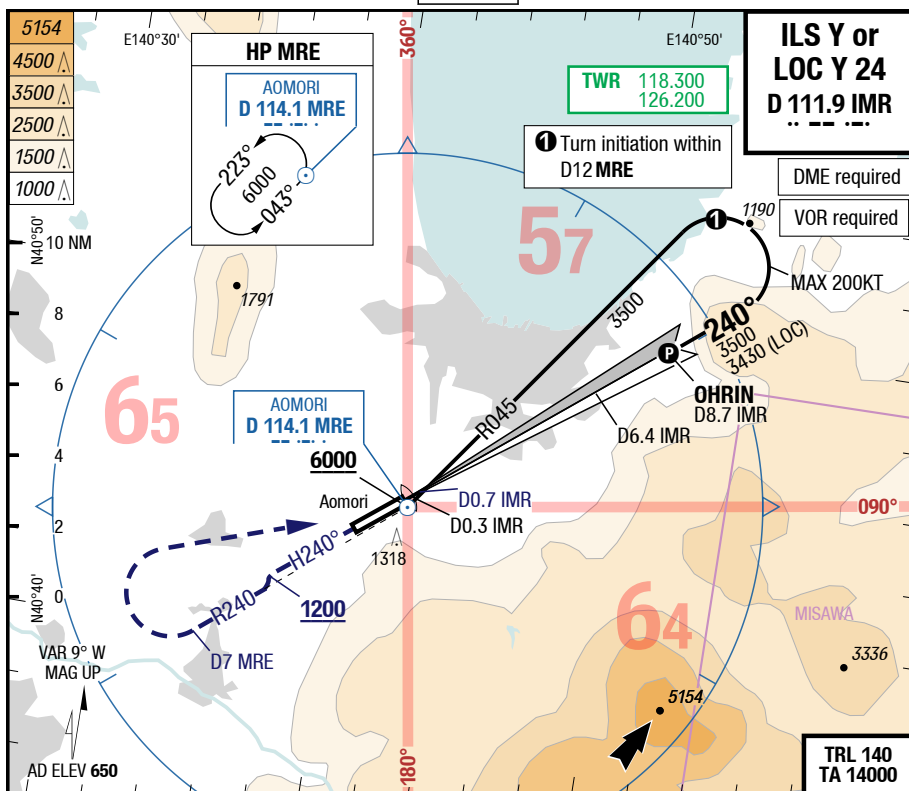 5154
4500
3500
2500
1500
1000
E140°30'
HP MRE
AOMORI
D 114.1 MRE
223°
6000
043°
360°
E140°50'
TWR 118.300
126.200
ILS Y or
LOC Y 24
D 111.9 IMR
1 Turn initiation within
D12 MRE
DME required
VOR required
N40°50'
10 NM
8
6
4
2
0
N40°40'
1791
57
1
1190
MAX 200KT
3500
240°
3500
3430 (LOC)
P
OHRIN
D8.7 IMR
D6.4 IMR
R045
65
AOMORI
D 114.1 MRE
6000
Aomori
D0.7 IMR
D0.3 IMR
090°
1318
H240°
R240
1200
D7 MRE
64
MISAWA
3336
5154
VAR 9° W
MAG UP
AD ELEV 650
180°
TRL 140
TA 14000